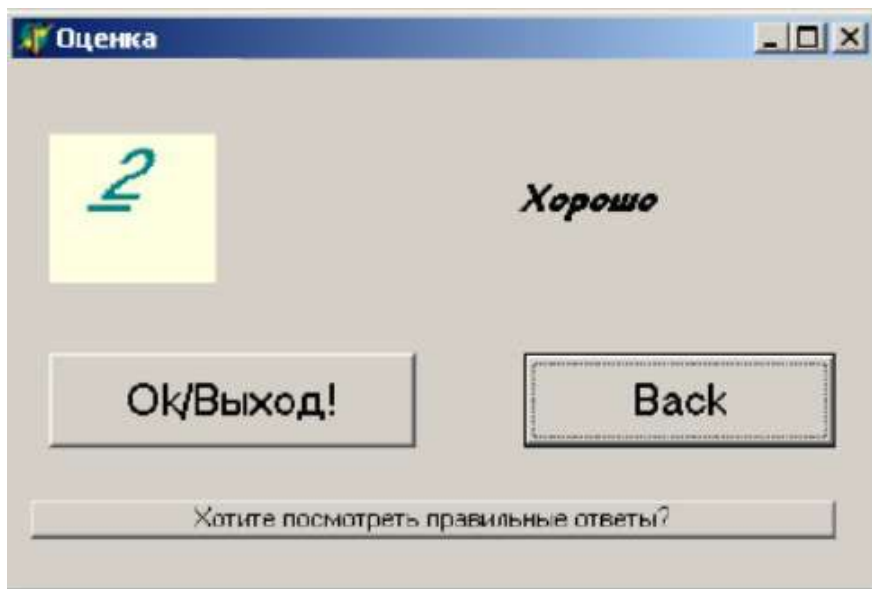 Оценка
2
Хорошо
Ok/Выход!
Back
Хотите посмотреть правильные ответы?